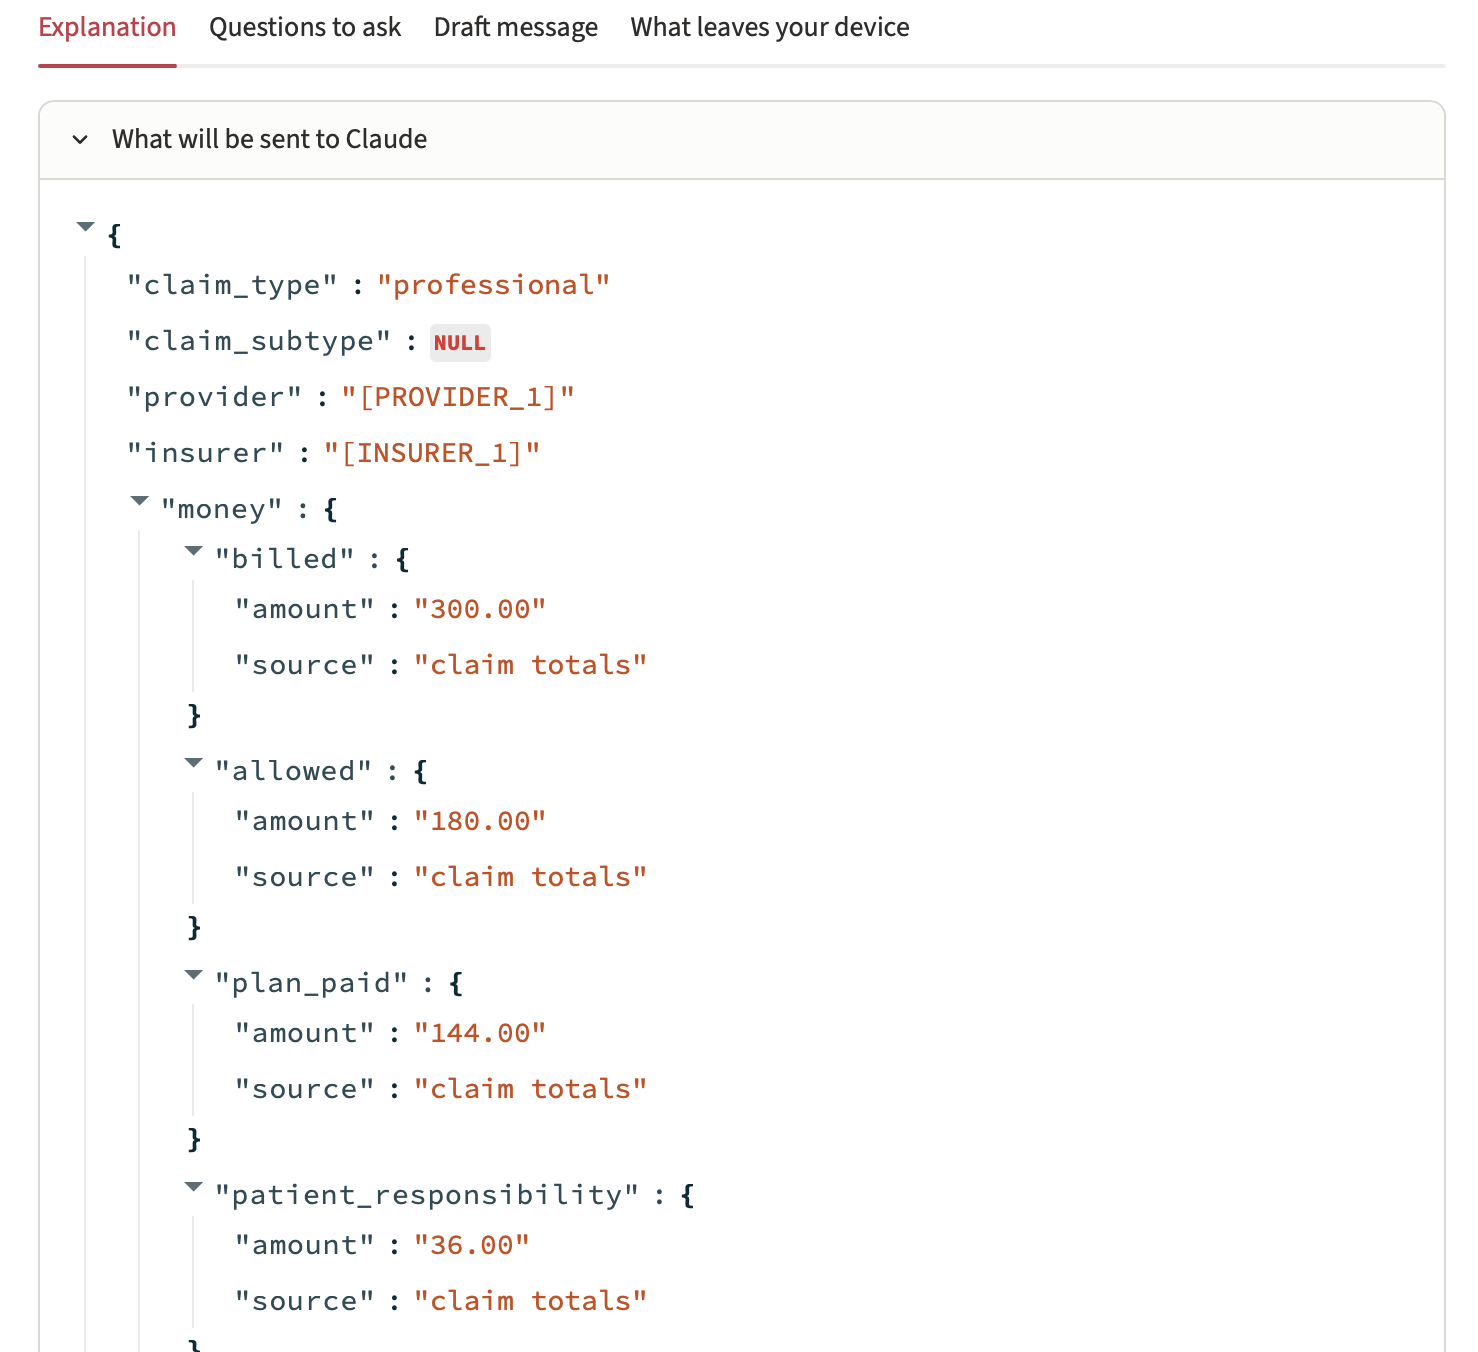 Explanation Questions to ask Draft message What leaves your device
What will be sent to Claude
{
"claim_type" : "professional"
"claim_subtype" : NULL
"provider" : "[PROVIDER_1]"
"insurer" : "[INSURER_1]"
"money" : {
"billed" : {
"amount" : "300.00"
"source" : "claim totals"
}
"allowed" : {
"amount" : "180.00"
"source" : "claim totals"
}
"plan_paid" : {
"amount" : "144.00"
"source" : "claim totals"
}
"patient_responsibility" : {
"amount" : "36.00"
"source" : "claim totals"
}